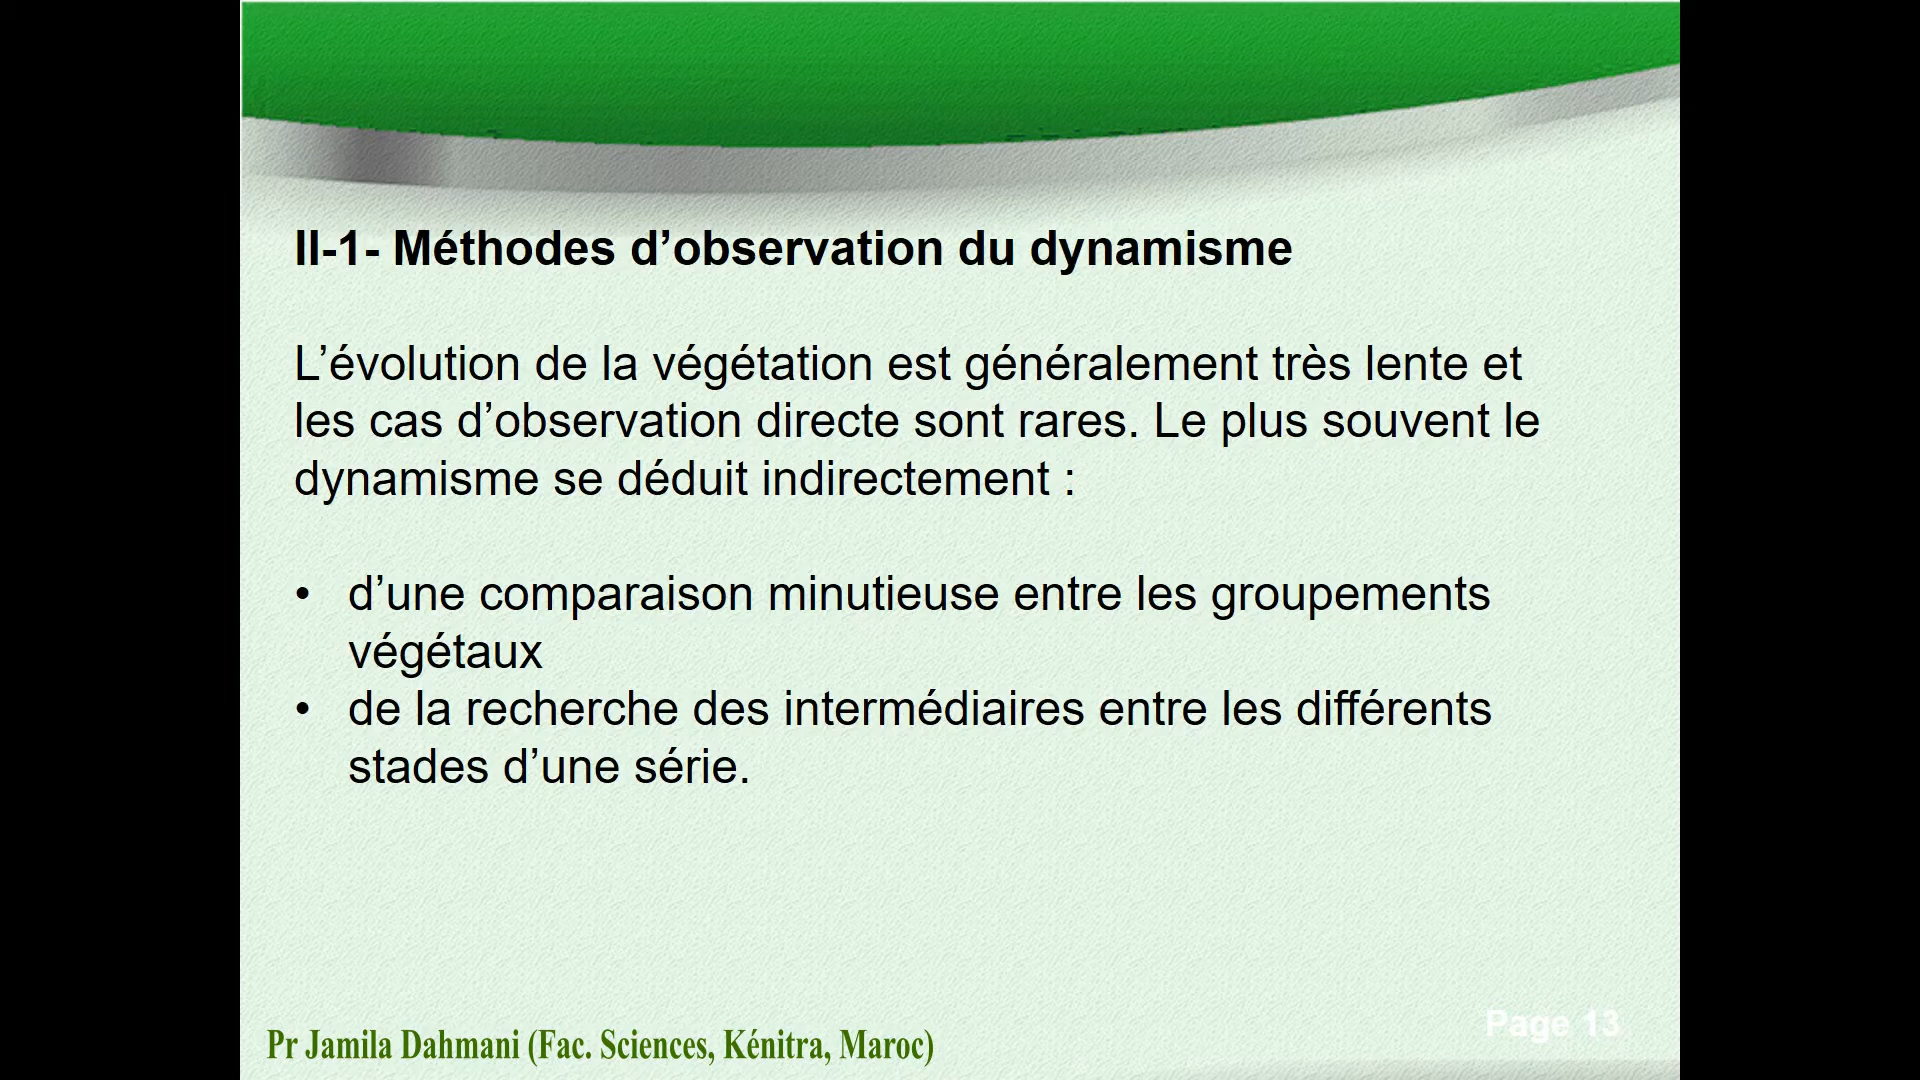 II-1- Méthodes d’observation du dynamisme
L’évolution de la végétation est généralement très lente et
les cas d’observation directe sont rares. Le plus souvent le
dynamisme se déduit indirectement :
• d’une comparaison minutieuse entre les groupements
végétaux
• de la recherche des intermédiaires entre les différents
stades d’une série.
Page 13
Pr Jamila Dahmani (Fac. Sciences, Kénitra, Maroc)